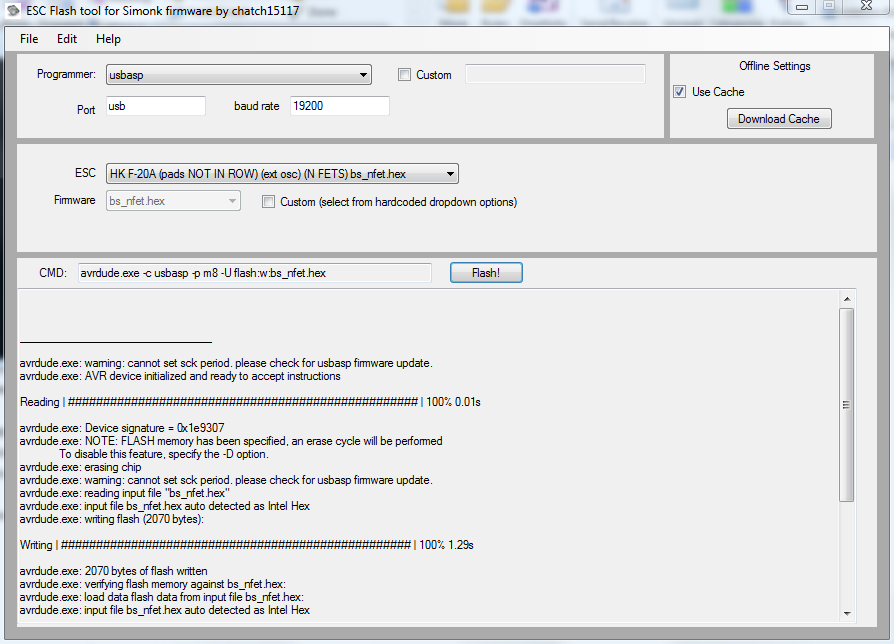 ESC Flash tool for Simonk firmware by chatch15117
File Edit Help
Programmer: usbasp Custom
Port usb baud rate 19200
Offline Settings
Use Cache
Download Cache
ESC HK F-20A (pads NOT IN ROW) (ext osc) (N FETS) bs_nfet.hex
Firmware bs_nfet.hex Custom (select from hardcoded dropdown options)
CMD: avrdude.exe -c usbasp -p m8 -U flash:w:bs_nfet.hex Flash!
avrdude.exe: warning: cannot set sck period. please check for usbasp firmware update.
avrdude.exe: AVR device initialized and ready to accept instructions
Reading | ################################################## | 100% 0.01s
avrdude.exe: Device signature = 0x1e9307
avrdude.exe: NOTE: FLASH memory has been specified, an erase cycle will be performed
To disable this feature, specify the -D option.
avrdude.exe: erasing chip
avrdude.exe: warning: cannot set sck period. please check for usbasp firmware update.
avrdude.exe: reading input file "bs_nfet.hex"
avrdude.exe: input file bs_nfet.hex auto detected as Intel Hex
avrdude.exe: writing flash (2070 bytes):
Writing | ################################################## | 100% 1.29s
avrdude.exe: 2070 bytes of flash written
avrdude.exe: verifying flash memory against bs_nfet.hex:
avrdude.exe: load data flash data from input file bs_nfet.hex:
avrdude.exe: input file bs_nfet.hex auto detected as Intel Hex